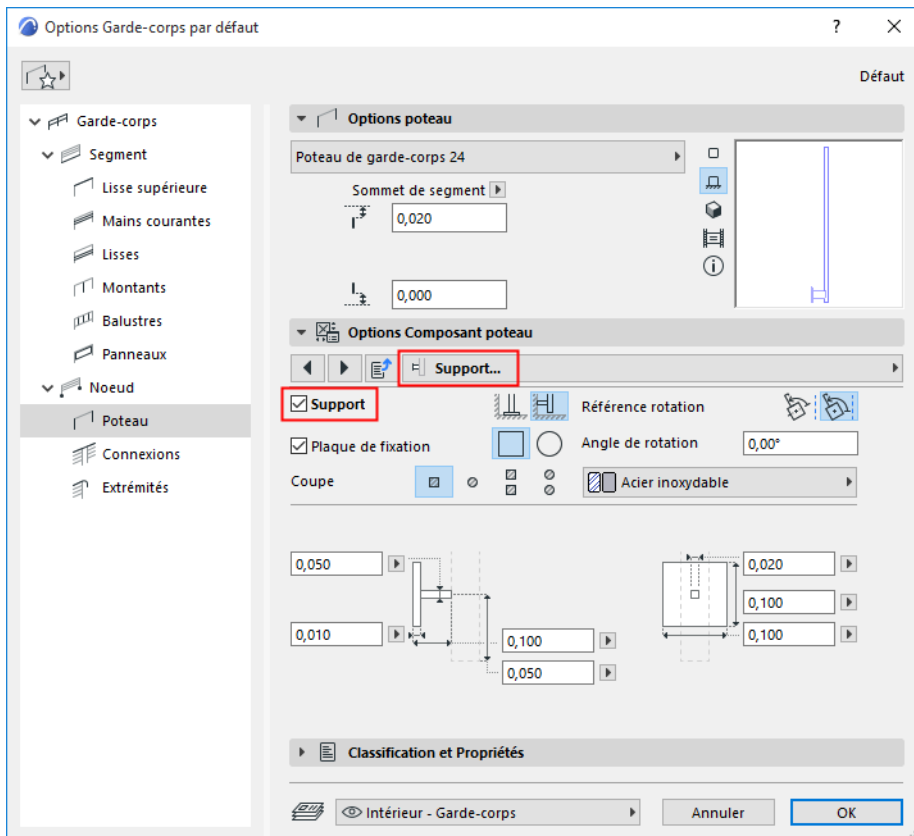 Options Garde-corps par défaut
?
Défaut
Garde-corps
Segment
Lisse supérieure
Mains courantes
Lisses
Montants
Balustres
Panneaux
Noeud
Poteau
Connexions
Extrémités
Options poteau
Poteau de garde-corps 24
Sommet de segment
0,020
0,000
Options Composant poteau
Support...
Support
Référence rotation
Plaque de fixation
Angle de rotation
0,00°
Coupe
Acier inoxydable
0,050
0,020
0,100
0,010
0,100
0,100
0,050
Classification et Propriétés
Intérieur - Garde-corps
Annuler
OK